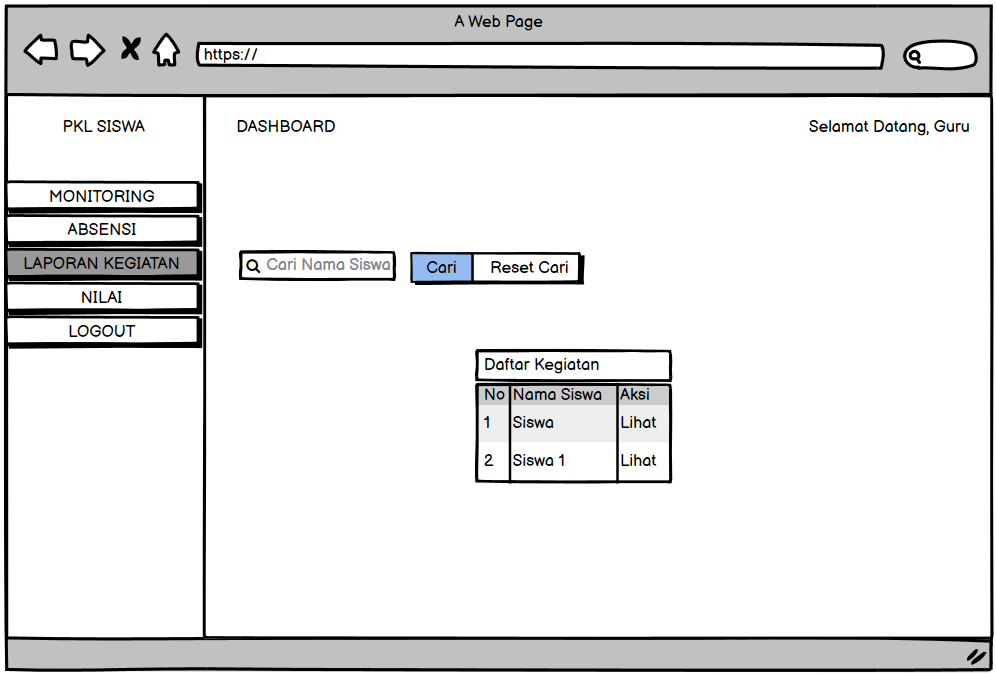 A Web Page
https://
PKL SISWA
DASHBOARD
Selamat Datang, Guru
MONITORING
ABSENSI
LAPORAN KEGIATAN
NILAI
LOGOUT
Cari Nama Siswa
Cari
Reset Cari
Daftar Kegiatan
No Nama Siswa Aksi
1 Siswa Lihat
2 Siswa 1 Lihat